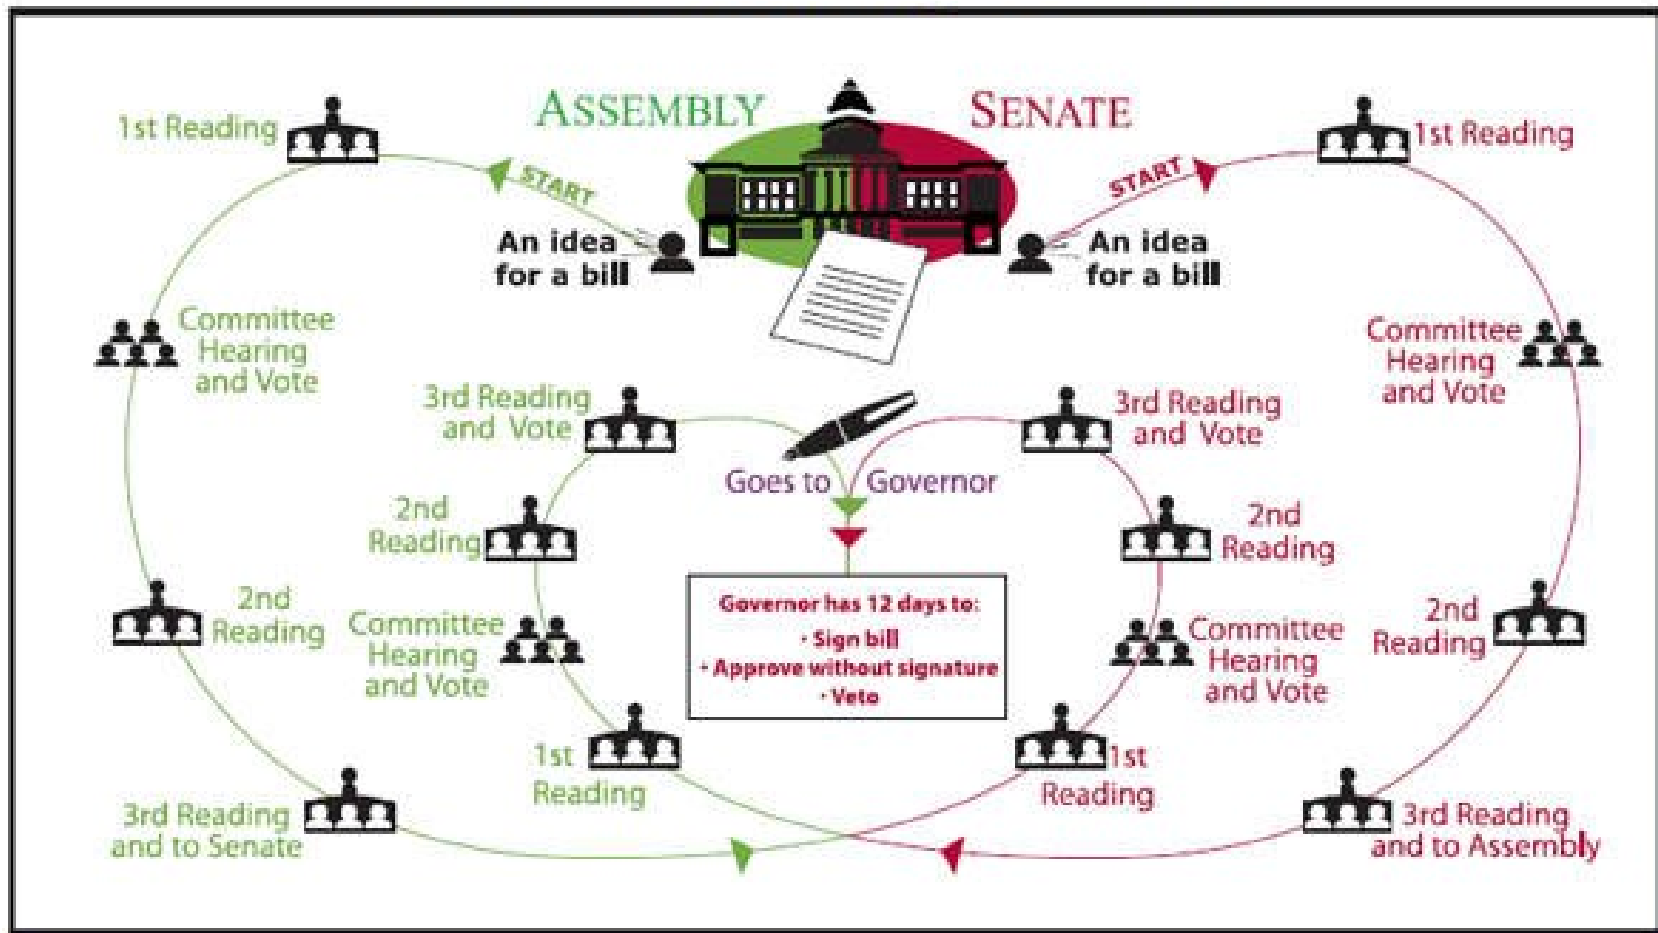 ASSEMBLY
SENATE
1st Reading
START
START
1st Reading
An idea
for a bill
An idea
for a bill
Committee
Hearing
and Vote
Committee
Hearing
and Vote
3rd Reading
and Vote
3rd Reading
and Vote
Goes to Governor
2nd
Reading
2nd
Reading
Governor has 12 days to:
· Sign bill
· Approve without signature
· Veto
2nd
Reading
Committee
Hearing
and Vote
Committee
Hearing
and Vote
2nd
Reading
1st
Reading
1st
Reading
3rd Reading
and to Senate
3rd Reading
and to Assembly